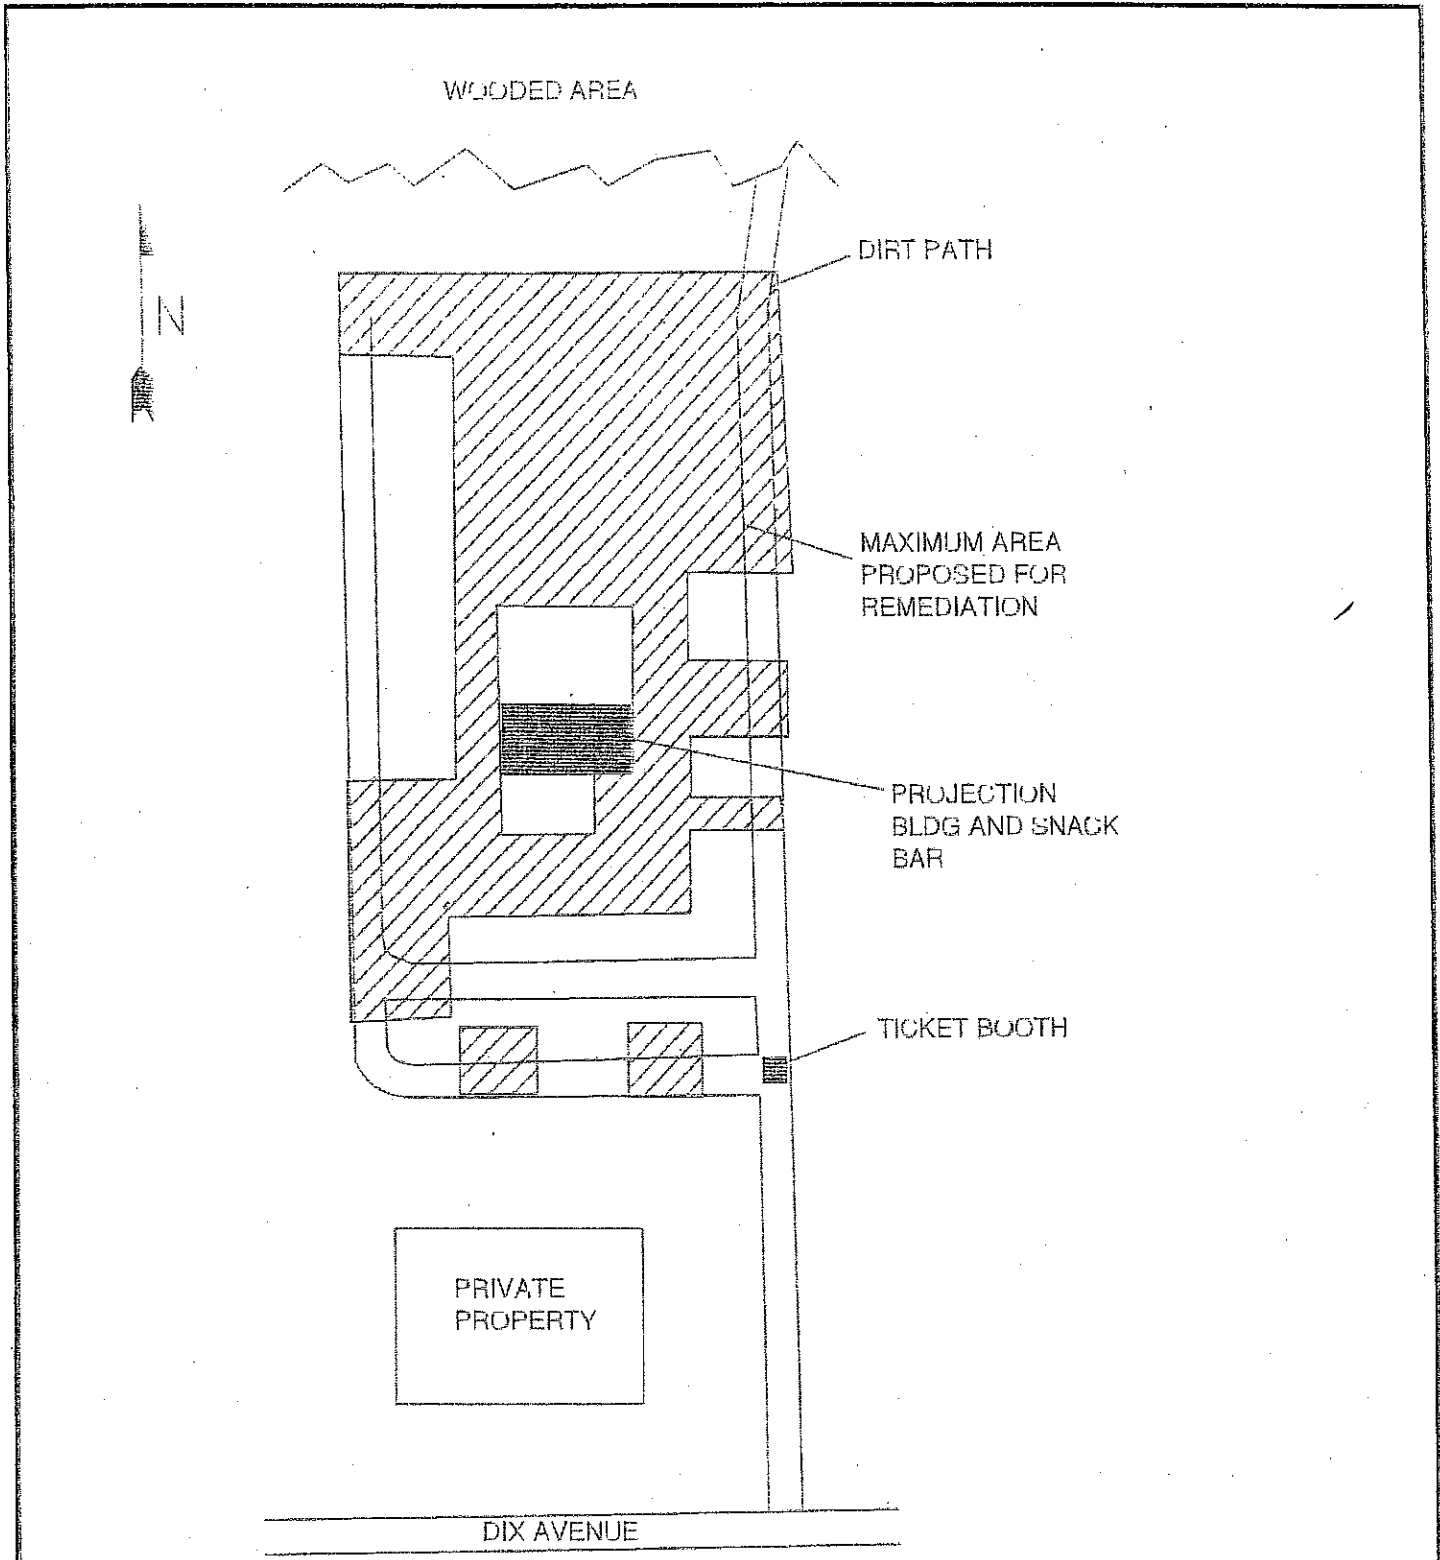 WOODED AREA
DIRT PATH
N
MAXIMUM AREA
PROPOSED FOR
REMEDIATION
PROJECTION
BLDG AND SNACK
BAR
TICKET BOOTH
PRIVATE
PROPERTY
DIX AVENUE